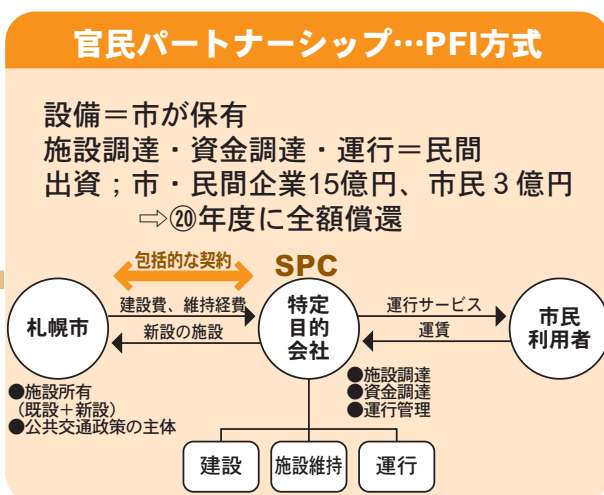 官民パートナーシップ…PFI方式
設備＝市が保有
施設調達・資金調達・運行＝民間
出資；市・民間企業15億円、市民３億円
⇨⑳年度に全額償還
包括的な契約
SPC
札幌市
建設費、維持経費
新設の施設
特定
目的
会社
運行サービス
運賃
市民
利用者
●施設所有
（既設＋新設）
●公共交通政策の主体
●施設調達
●資金調達
●運行管理
建設
施設維持
運行